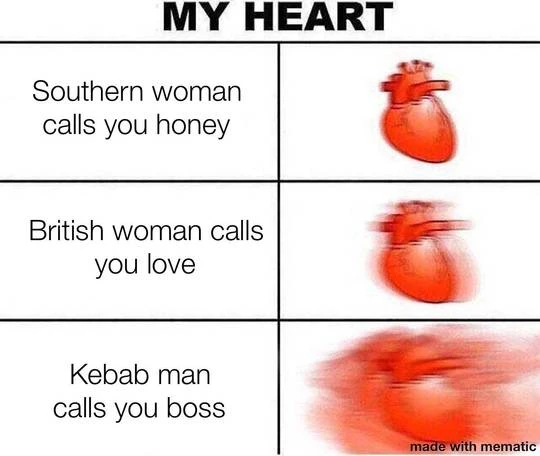 MY HEART
Southern woman
calls you honey
British woman calls
you love
Kebab man
calls you boss
made with mematic